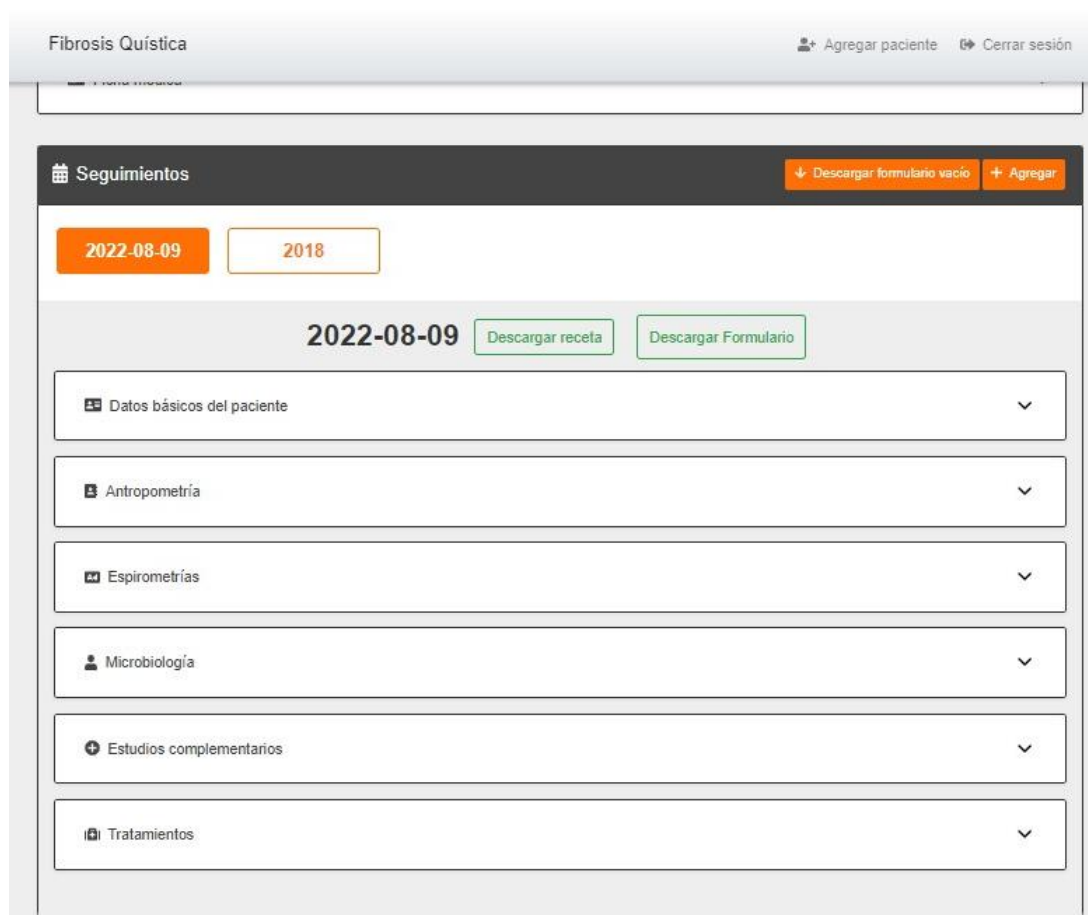 Fibrosis Quística
Agregar paciente
Cerrar sesión
Seguimientos
Descargar formulario vacío
+ Agregar
2022-08-09
2018
2022-08-09
Descargar receta
Descargar Formulario
Datos básicos del paciente
Antropometría
Espirometrías
Microbiología
Estudios complementarios
Tratamientos